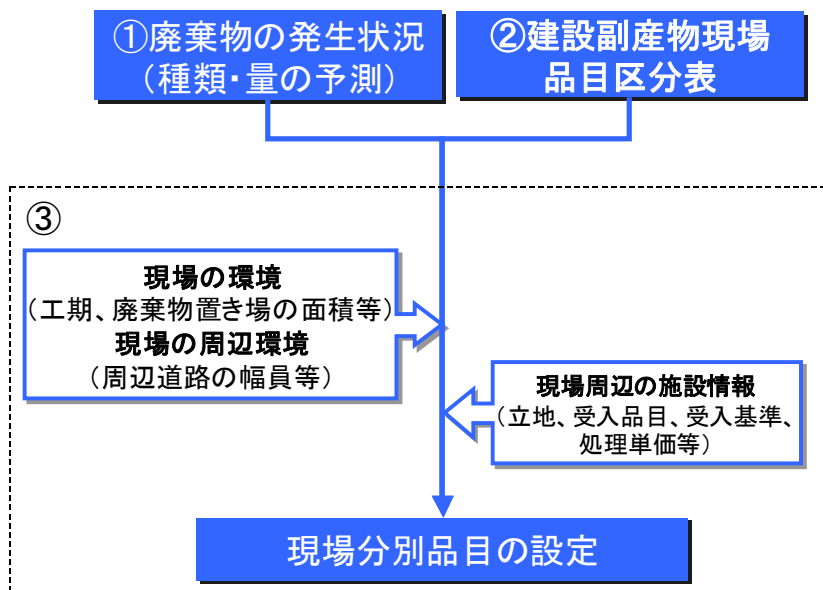 ①廃棄物の発生状況
（種類・量の予測）
②建設副産物現場
品目区分表
③
現場の環境
（工期、廃棄物置き場の面積等）
現場の周辺環境
（周辺道路の幅員等）
現場周辺の施設情報
（立地、受入品目、受入基準、
処理単価等）
現場分別品目の設定